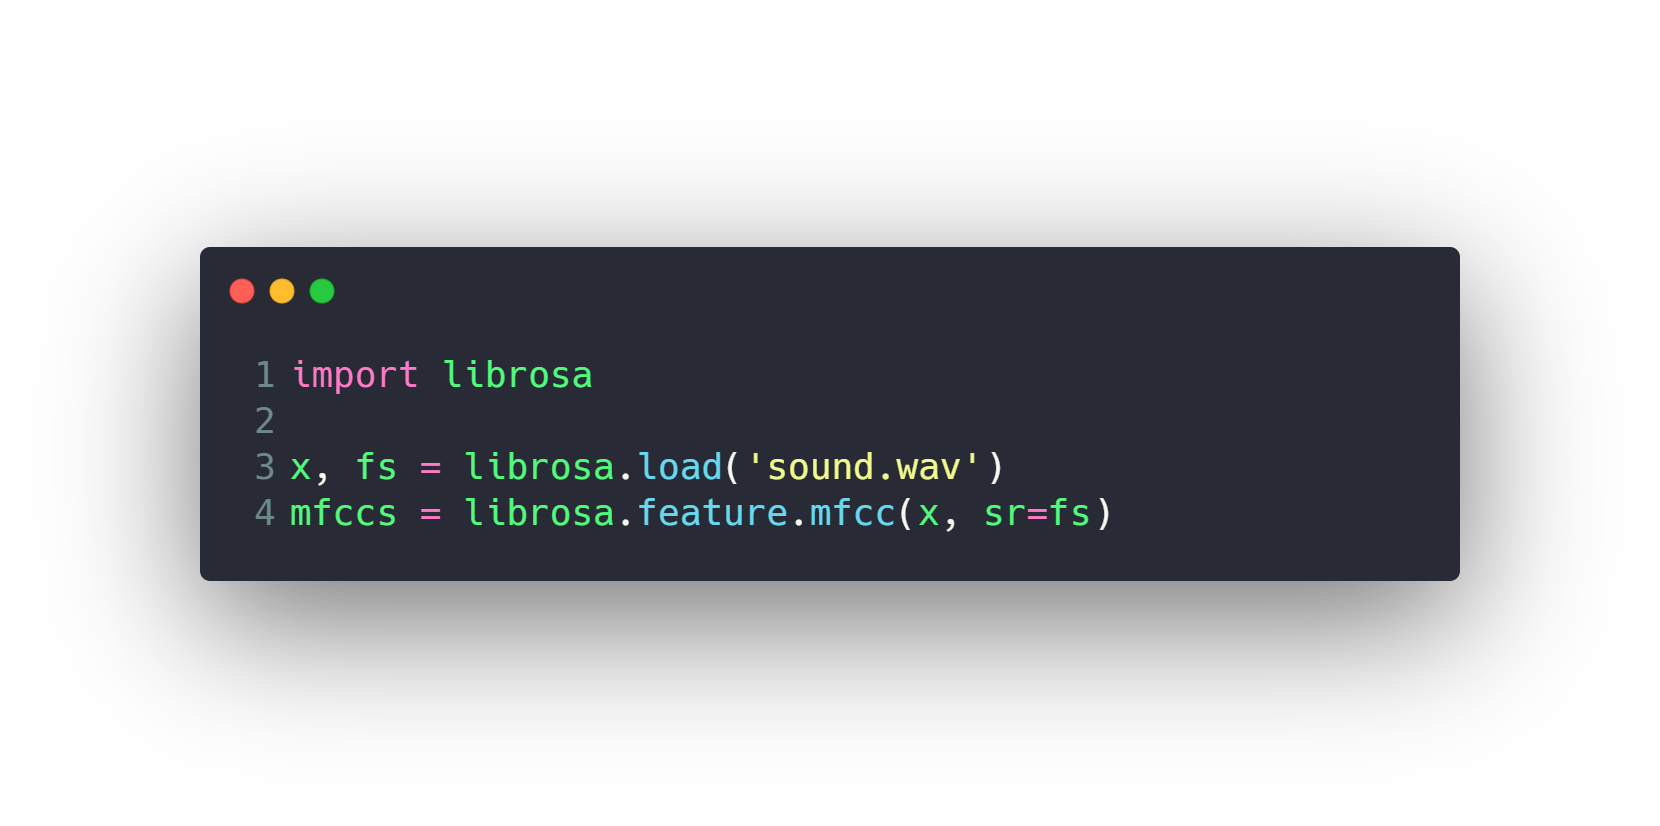 1 import librosa
2
3 x, fs = librosa.load('sound.wav')
4 mfccs = librosa.feature.mfcc(x, sr=fs)